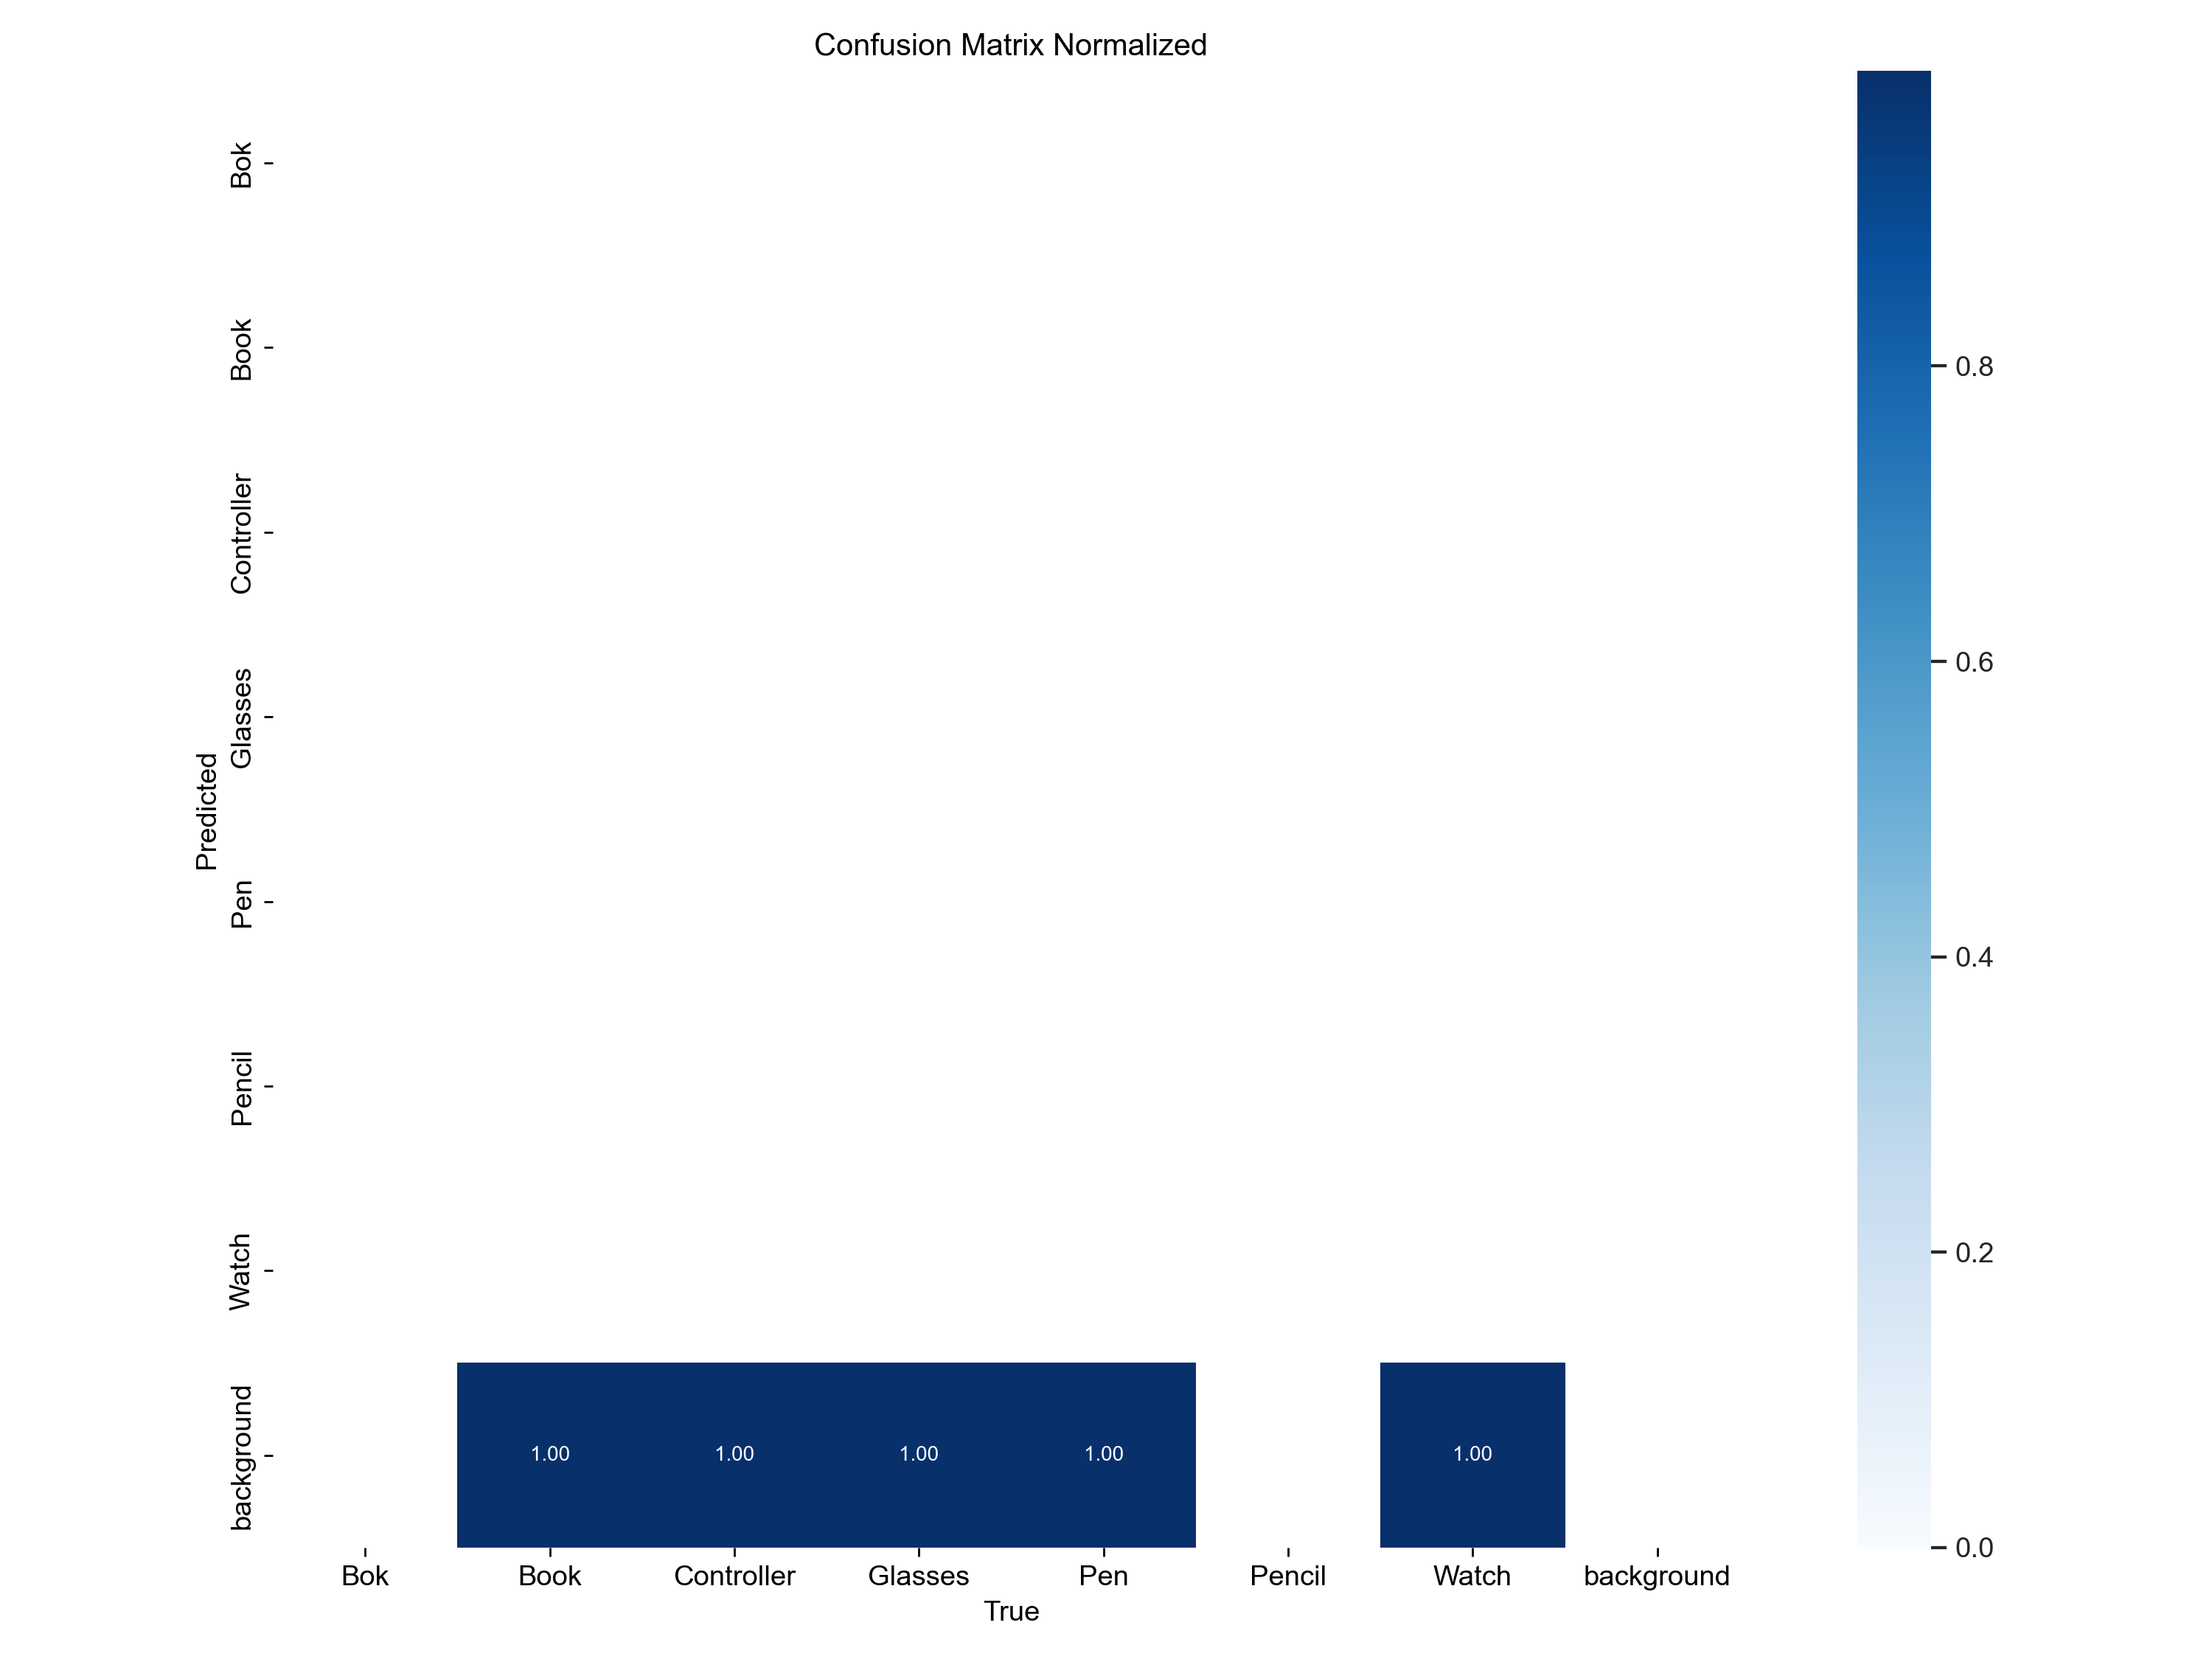 Confusion Matrix Normalized
Predicted
Bok
Book
Controller
Glasses
Pen
Pencil
Watch
background
1.00 1.00 1.00 1.00 1.00
Bok Book Controller Glasses Pen Pencil Watch background
True
0.8
0.6
0.4
0.2
0.0